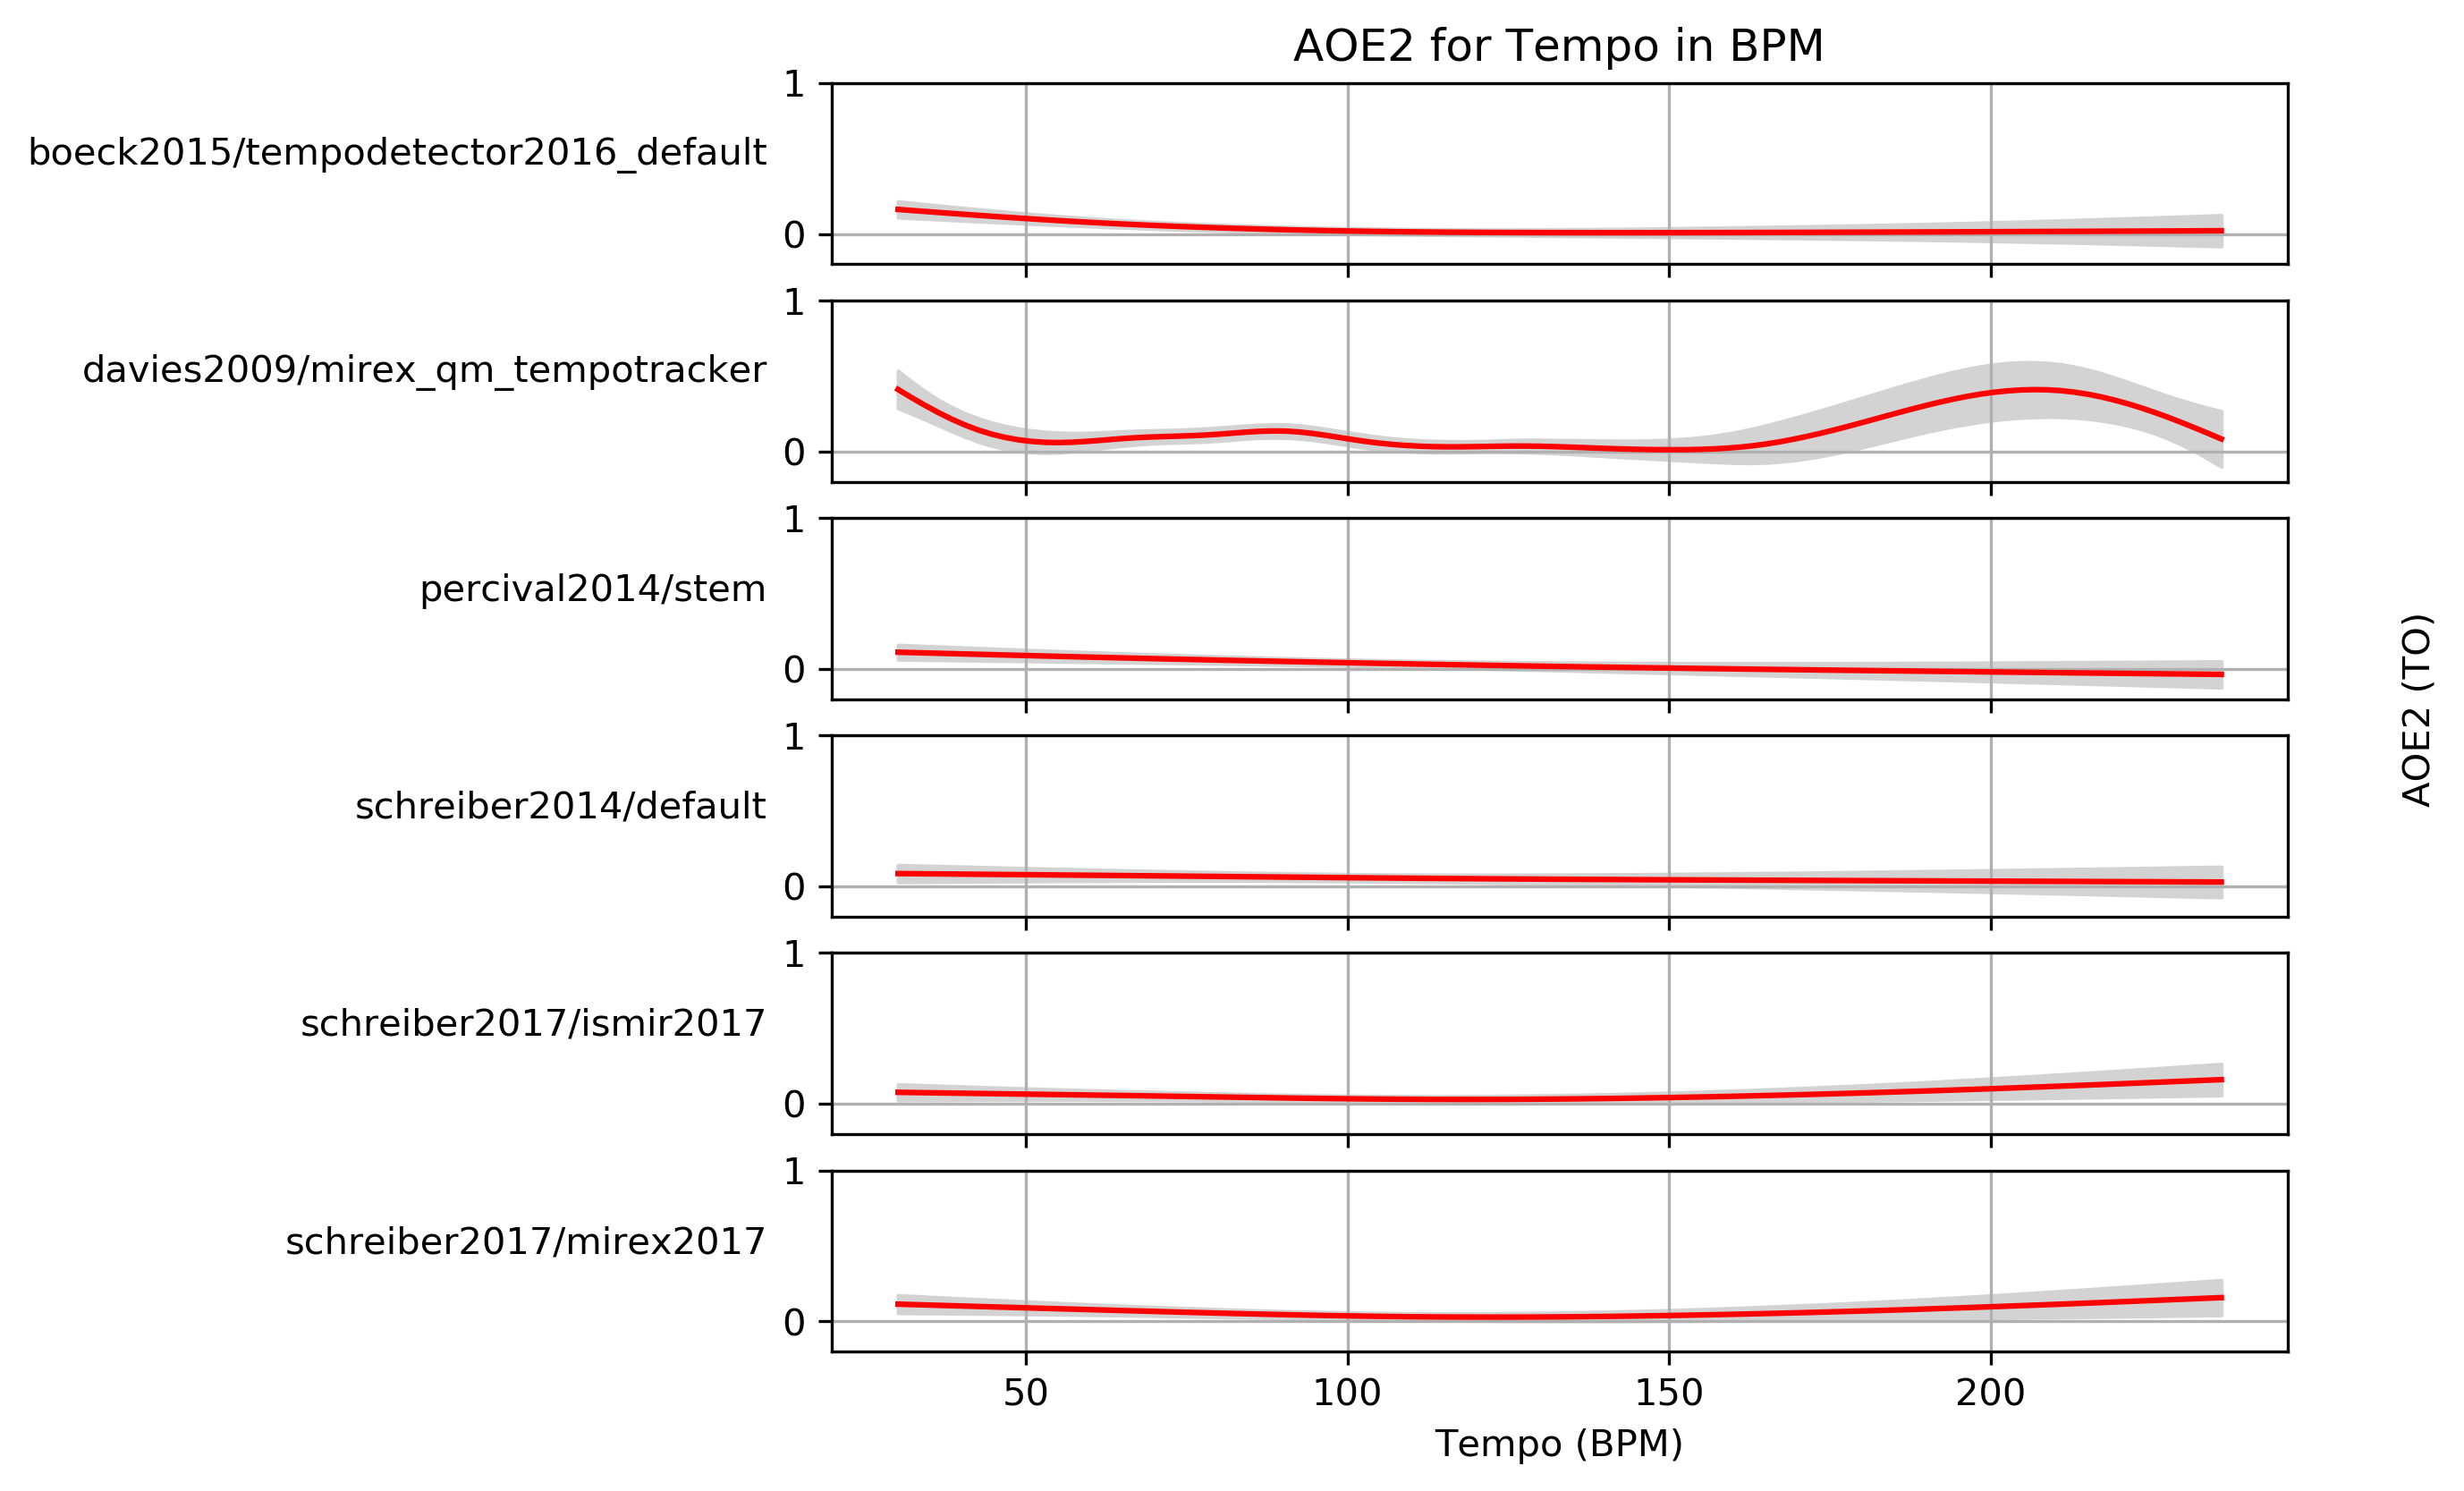 AOE2 for Tempo in BPM
1
boeck2015/tempodetector2016_default
0
1
davies2009/mirex_qm_tempotracker
0
1
percival2014/stem
0
AOE2 (TO)
1
schreiber2014/default
0
1
schreiber2017/ismir2017
0
1
schreiber2017/mirex2017
0
50 100 150 200
Tempo (BPM)